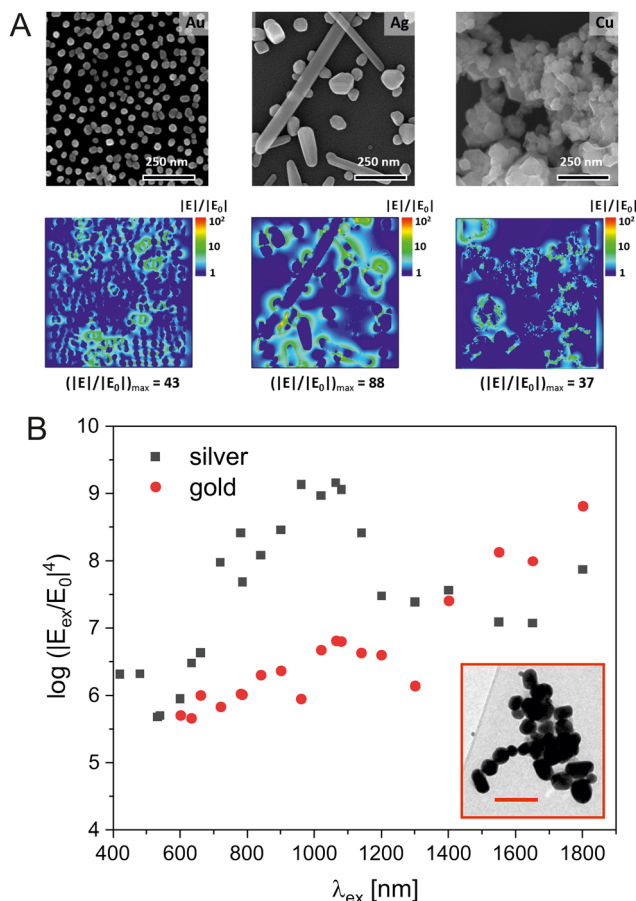 A
Au
Ag
Cu
250 nm
250 nm
250 nm
|E|/|E₀|
10²
10
1
|E|/|E₀|
10²
10
1
|E|/|E₀|
10²
10
1
(|E|/|E₀|)max = 43
(|E|/|E₀|)max = 88
(|E|/|E₀|)max = 37
B
silver
gold
log (|E_ex/E₀|⁴)
10
9
8
7
6
5
4
400 600 800 1000 1200 1400 1600 1800
λ_ex [nm]